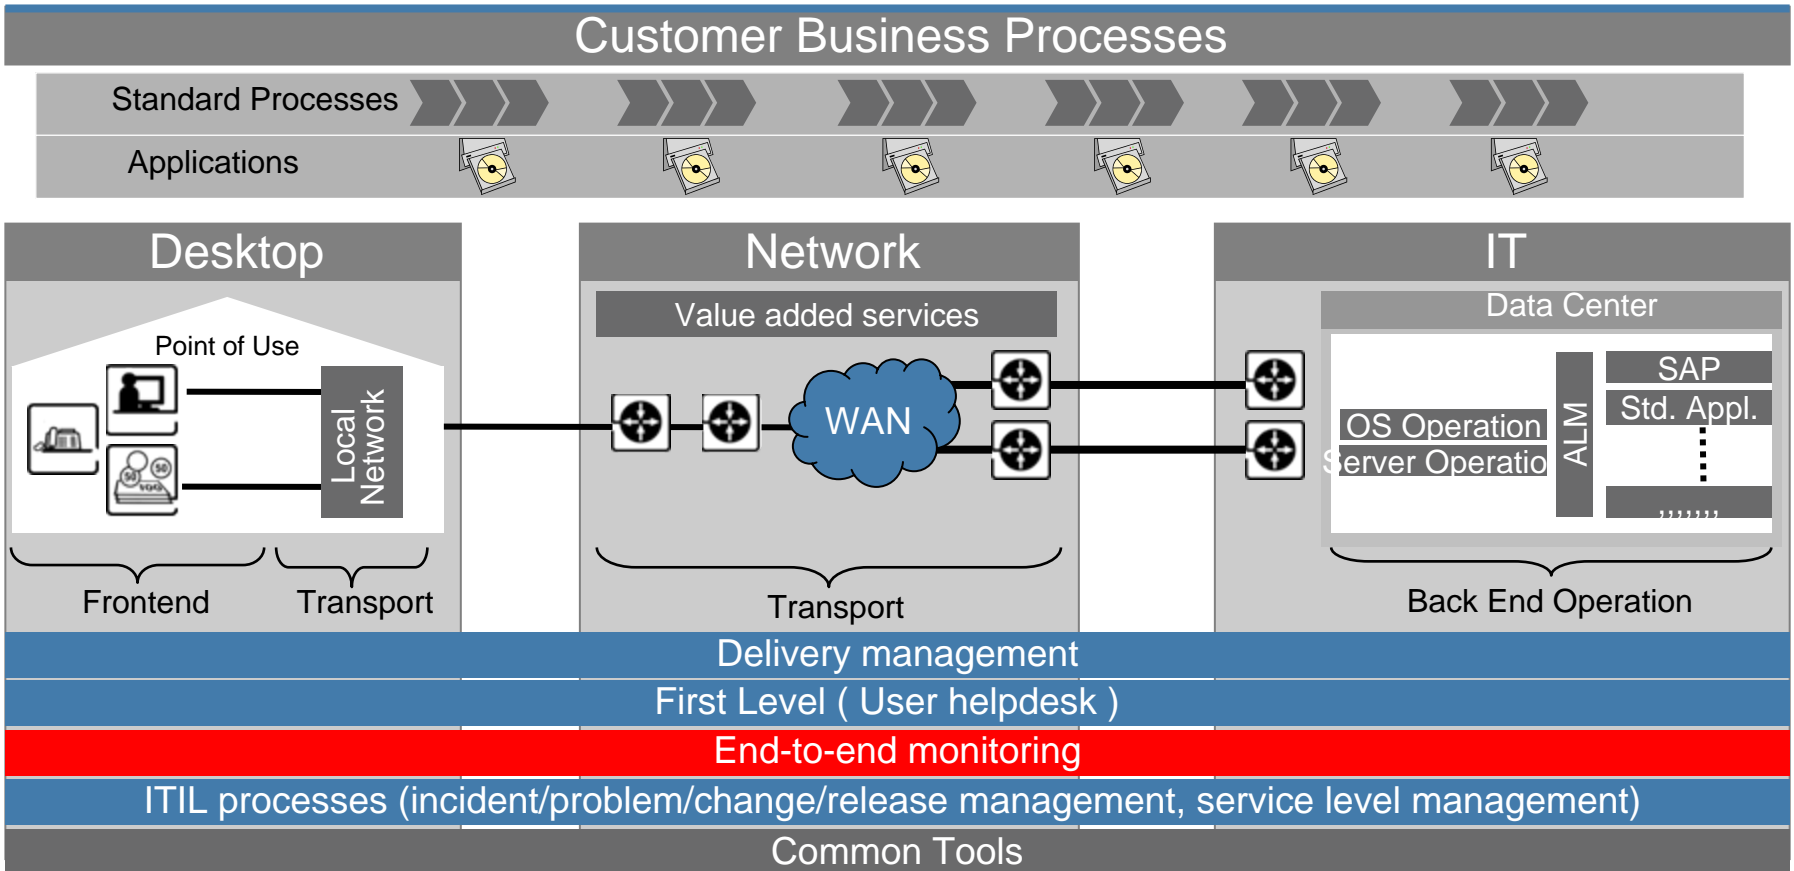 Customer Business Processes
Standard Processes
Applications
Desktop
Network
IT
Point of Use
Local
Network
Value added services
WAN
Data Center
OS Operation
Server Operatio
ALM
SAP
Std. Appl.
,,,,,,,
Frontend
Transport
Transport
Back End Operation
Delivery management
First Level ( User helpdesk )
End-to-end monitoring
ITIL processes (incident/problem/change/release management, service level management)
Common Tools